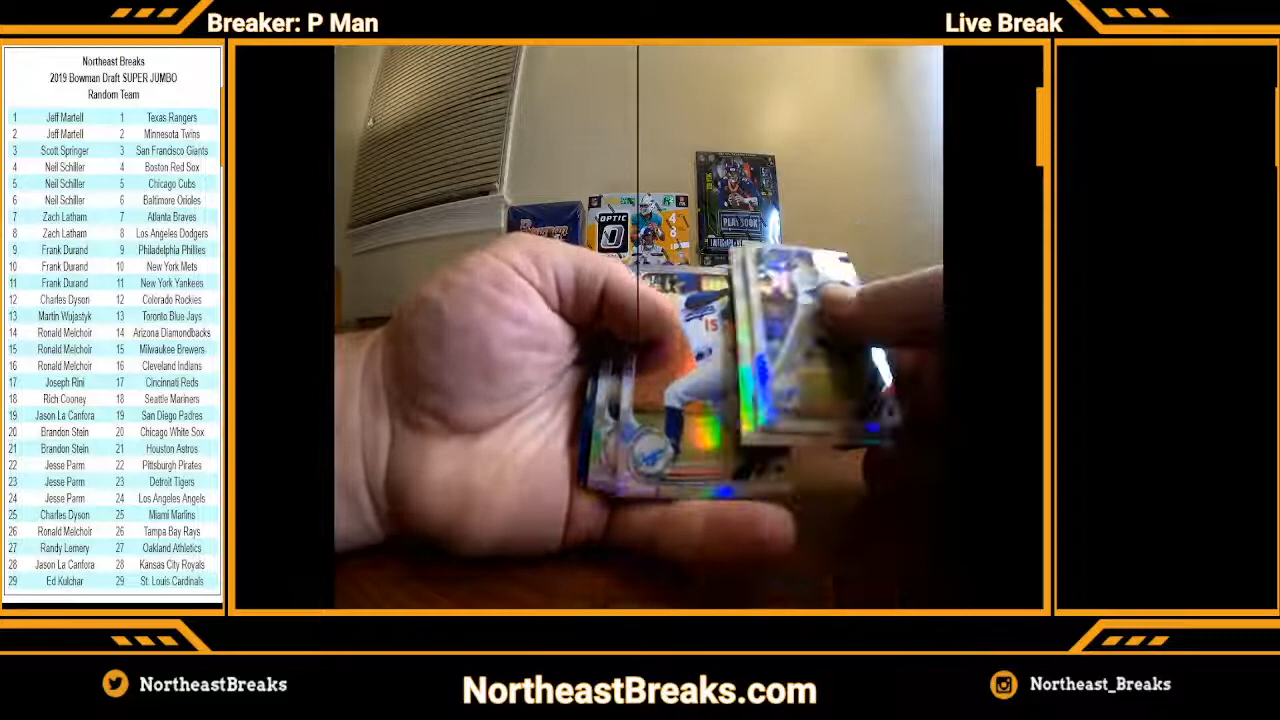 Breaker: P Man
Live Break
Northeast Breaks
2019 Bowman Draft SUPER JUMBO
Random Team
1 Jeff Martell 1 Texas Rangers
2 Jeff Martell 2 Minnesota Twins
3 Scott Springer 3 San Francisco Giants
4 Neil Schiller 4 Boston Red Sox
5 Neil Schiller 5 Chicago Cubs
6 Neil Schiller 6 Baltimore Orioles
7 Zach Latham 7 Atlanta Braves
8 Zach Latham 8 Los Angeles Dodgers
9 Frank Durand 9 Philadelphia Phillies
10 Frank Durand 10 New York Mets
11 Frank Durand 11 New York Yankees
12 Charles Dyson 12 Colorado Rockies
13 Martin Wujastyk 13 Toronto Blue Jays
14 Ronald Melchoir 14 Arizona Diamondbacks
15 Ronald Melchoir 15 Milwaukee Brewers
16 Ronald Melchoir 16 Cleveland Indians
17 Joseph Rini 17 Cincinnati Reds
18 Rich Cooney 18 Seattle Mariners
19 Jason La Canfora 19 San Diego Padres
20 Brandon Stein 20 Chicago White Sox
21 Brandon Stein 21 Houston Astros
22 Jesse Parm 22 Pittsburgh Pirates
23 Jesse Parm 23 Detroit Tigers
24 Jesse Parm 24 Los Angeles Angels
25 Charles Dyson 25 Miami Marlins
26 Ronald Melchoir 26 Tampa Bay Rays
27 Randy Lemery 27 Oakland Athletics
28 Jason La Canfora 28 Kansas City Royals
29 Ed Kulchar 29 St. Louis Cardinals
OPTIC
PLAYBOOK
15
NortheastBreaks
NortheastBreaks.com
Northeast_Breaks